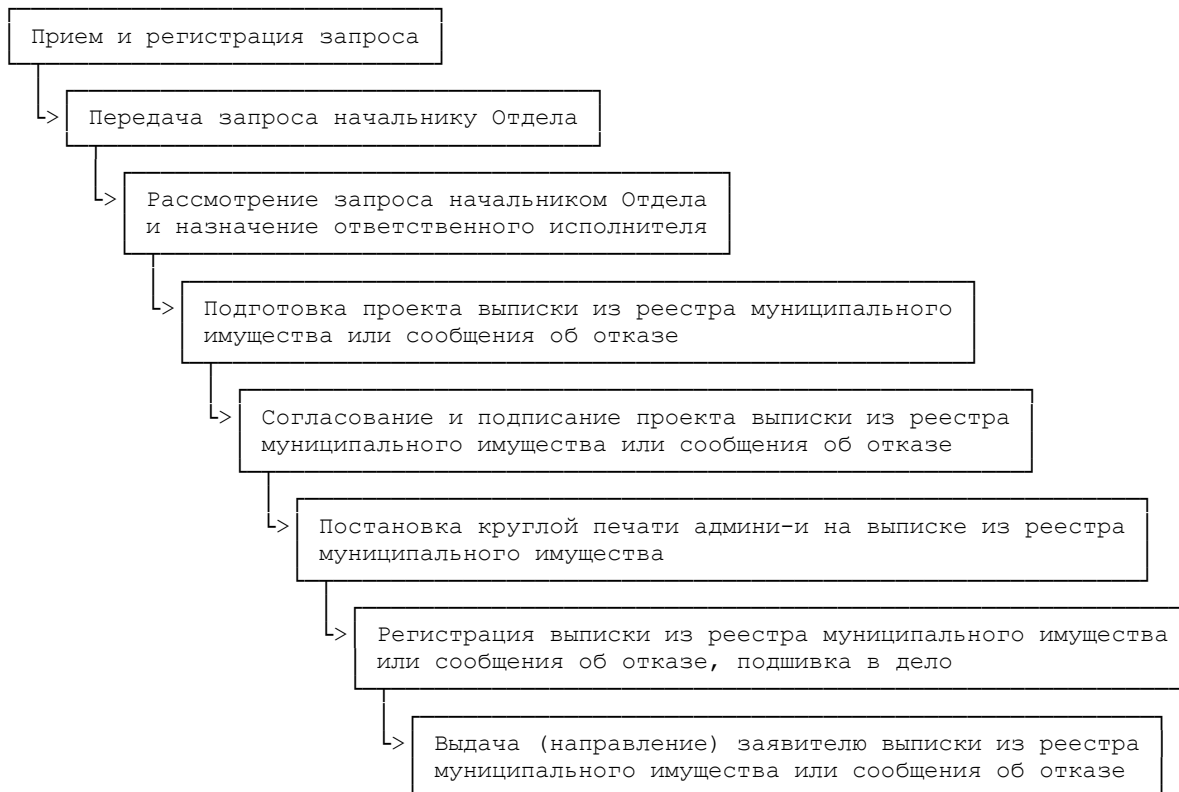 Прием и регистрация запроса
Передача запроса начальнику Отдела
Рассмотрение запроса начальником Отдела
и назначение ответственного исполнителя
Подготовка проекта выписки из реестра муниципального
имущества или сообщения об отказе
Согласование и подписание проекта выписки из реестра
муниципального имущества или сообщения об отказе
Постановка круглой печати админи-и на выписке из реестра
муниципального имущества
Регистрация выписки из реестра муниципального имущества
или сообщения об отказе, подшивка в дело
Выдача (направление) заявителю выписки из реестра
муниципального имущества или сообщения об отказе